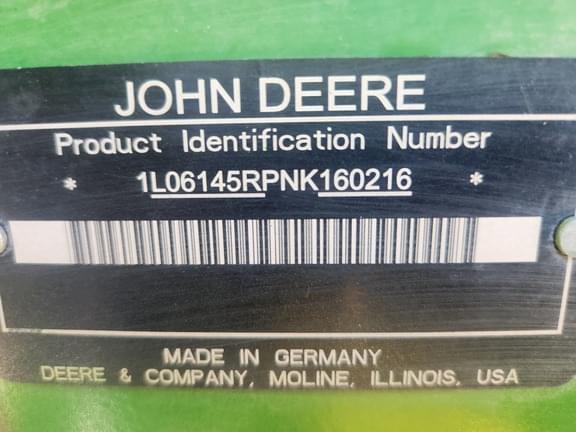 JOHN DEERE
Product Identification Number
* 1L06145RPNK160216 *
MADE IN GERMANY
DEERE & COMPANY, MOLINE, ILLINOIS, USA